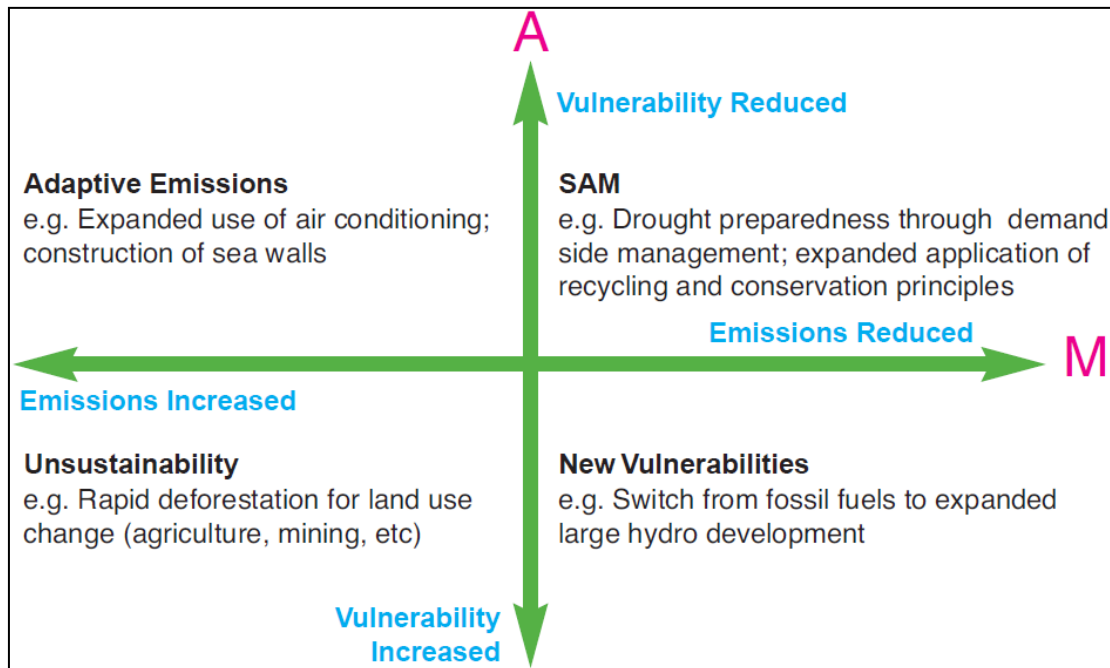 A
Vulnerability Reduced
Adaptive Emissions
e.g. Expanded use of air conditioning;
construction of sea walls
SAM
e.g. Drought preparedness through demand
side management; expanded application of
recycling and conservation principles
Emissions Reduced
M
Emissions Increased
Unsustainability
e.g. Rapid deforestation for land use
change (agriculture, mining, etc)
New Vulnerabilities
e.g. Switch from fossil fuels to expanded
large hydro development
Vulnerability
Increased